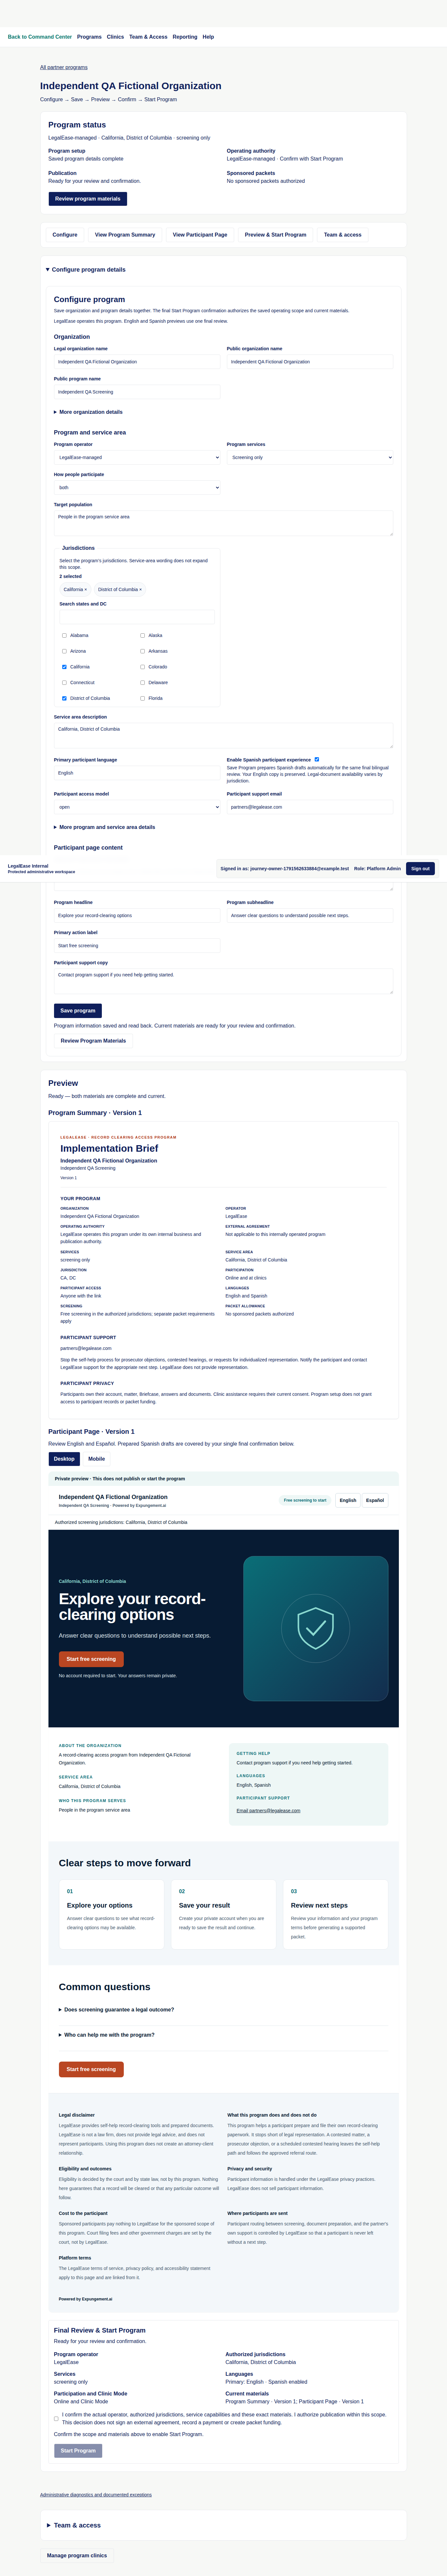 Back to Command Center Programs Clinics Team & Access Reporting Help
All partner programs
Independent QA Fictional Organization
Configure → Save → Preview → Confirm → Start Program
Program status
LegalEase-managed · California, District of Columbia · screening only
Program setup
Saved program details complete
Operating authority
LegalEase-managed · Confirm with Start Program
Publication
Ready for your review and confirmation.
Sponsored packets
No sponsored packets authorized
Review program materials
Configure View Program Summary View Participant Page Preview & Start Program Team & access
▼ Configure program details
Configure program
Save organization and program details together. The final Start Program confirmation authorizes the saved operating scope and current materials.
LegalEase operates this program. English and Spanish previews use one final review.
Organization
Legal organization name
Independent QA Fictional Organization
Public organization name
Independent QA Fictional Organization
Public program name
Independent QA Screening
▶ More organization details
Program and service area
Program operator
LegalEase-managed
Program services
Screening only
How people participate
both
Target population
People in the program service area
Jurisdictions
Select the program's jurisdictions. Service-area wording does not expand
this scope.
2 selected
California × District of Columbia ×
Search states and DC
Alabama Alaska
Arizona Arkansas
California Colorado
Connecticut Delaware
District of Columbia Florida
Service area description
California, District of Columbia
Primary participant language
English
Enable Spanish participant experience
Save Program prepares Spanish drafts automatically for the same final bilingual
review. Your English copy is preserved. Legal-document availability varies by
jurisdiction.
Participant access model
open
Participant support email
partners@legalease.com
▶ More program and service area details
Participant page content
LegalEase Internal
Protected administrative workspace
Signed in as: journey-owner-1791562633884@example.test Role: Platform Admin Sign out
Program headline
Explore your record-clearing options
Program subheadline
Answer clear questions to understand possible next steps.
Primary action label
Start free screening
Participant support copy
Contact program support if you need help getting started.
Save program
Program information saved and read back. Current materials are ready for your review and confirmation.
Review Program Materials
Preview
Ready — both materials are complete and current.
Program Summary · Version 1
LEGALEASE · RECORD CLEARING ACCESS PROGRAM
Implementation Brief
Independent QA Fictional Organization
Independent QA Screening
Version 1
YOUR PROGRAM
ORGANIZATION
Independent QA Fictional Organization
OPERATOR
LegalEase
OPERATING AUTHORITY
LegalEase operates this program under its own internal business and
publication authority.
EXTERNAL AGREEMENT
Not applicable to this internally operated program
SERVICES
screening only
SERVICE AREA
California, District of Columbia
JURISDICTION
CA, DC
PARTICIPATION
Online and at clinics
PARTICIPANT ACCESS
Anyone with the link
LANGUAGES
English and Spanish
SCREENING
Free screening in the authorized jurisdictions; separate packet requirements
apply
PACKET ALLOWANCE
No sponsored packets authorized
PARTICIPANT SUPPORT
partners@legalease.com
Stop the self-help process for prosecutor objections, contested hearings, or requests for individualized representation. Notify the participant and contact
LegalEase support for the appropriate next step. LegalEase does not provide representation.
PARTICIPANT PRIVACY
Participants own their account, matter, Briefcase, answers and documents. Clinic assistance requires their current consent. Program setup does not grant
access to participant records or packet funding.
Participant Page · Version 1
Review English and Español. Prepared Spanish drafts are covered by your single final confirmation below.
Desktop Mobile
Private preview · This does not publish or start the program
Independent QA Fictional Organization
Independent QA Screening · Powered by Expungement.ai
Free screening to start English Español
Authorized screening jurisdictions: California, District of Columbia
California, District of Columbia
Explore your record-
clearing options
Answer clear questions to understand possible next steps.
Start free screening
No account required to start. Your answers remain private.
ABOUT THE ORGANIZATION
A record-clearing access program from Independent QA Fictional
Organization.
SERVICE AREA
California, District of Columbia
WHO THIS PROGRAM SERVES
People in the program service area
GETTING HELP
Contact program support if you need help getting started.
LANGUAGES
English, Spanish
PARTICIPANT SUPPORT
Email partners@legalease.com
Clear steps to move forward
01
Explore your options
Answer clear questions to see what record-
clearing options may be available.
02
Save your result
Create your private account when you are
ready to save the result and continue.
03
Review next steps
Review your information and your program
terms before generating a supported
packet.
Common questions
▶ Does screening guarantee a legal outcome?
▶ Who can help me with the program?
Start free screening
Legal disclaimer
LegalEase provides self-help record-clearing tools and prepared documents.
LegalEase is not a law firm, does not provide legal advice, and does not
represent participants. Using this program does not create an attorney-client
relationship.
What this program does and does not do
This program helps a participant prepare and file their own record-clearing
paperwork. It stops short of legal representation. A contested matter, a
prosecutor objection, or a scheduled contested hearing leaves the self-help
path and follows the approved referral route.
Eligibility and outcomes
Eligibility is decided by the court and by state law, not by this program. Nothing
here guarantees that a record will be cleared or that any particular outcome will
follow.
Privacy and security
Participant information is handled under the LegalEase privacy practices.
LegalEase does not sell participant information.
Cost to the participant
Sponsored participants pay nothing to LegalEase for the sponsored scope of
this program. Court filing fees and other government charges are set by the
court, not by LegalEase.
Where participants are sent
Participant routing between screening, document preparation, and the partner's
own support is controlled by LegalEase so that a participant is never left
without a next step.
Platform terms
The LegalEase terms of service, privacy policy, and accessibility statement
apply to this page and are linked from it.
Powered by Expungement.ai
Final Review & Start Program
Ready for your review and confirmation.
Program operator
LegalEase
Authorized jurisdictions
California, District of Columbia
Services
screening only
Languages
Primary: English · Spanish enabled
Participation and Clinic Mode
Online and Clinic Mode
Current materials
Program Summary · Version 1; Participant Page · Version 1
I confirm the actual operator, authorized jurisdictions, service capabilities and these exact materials. I authorize publication within this scope.
This decision does not sign an external agreement, record a payment or create packet funding.
Confirm the scope and materials above to enable Start Program.
Start Program
Administrative diagnostics and documented exceptions
▶ Team & access
Manage program clinics